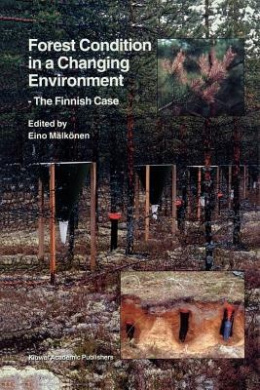 Forest Condition
in a Changing
Environment
- The Finnish Case
Edited by
Eino Mälkönen
Kluwer Academic Publishers